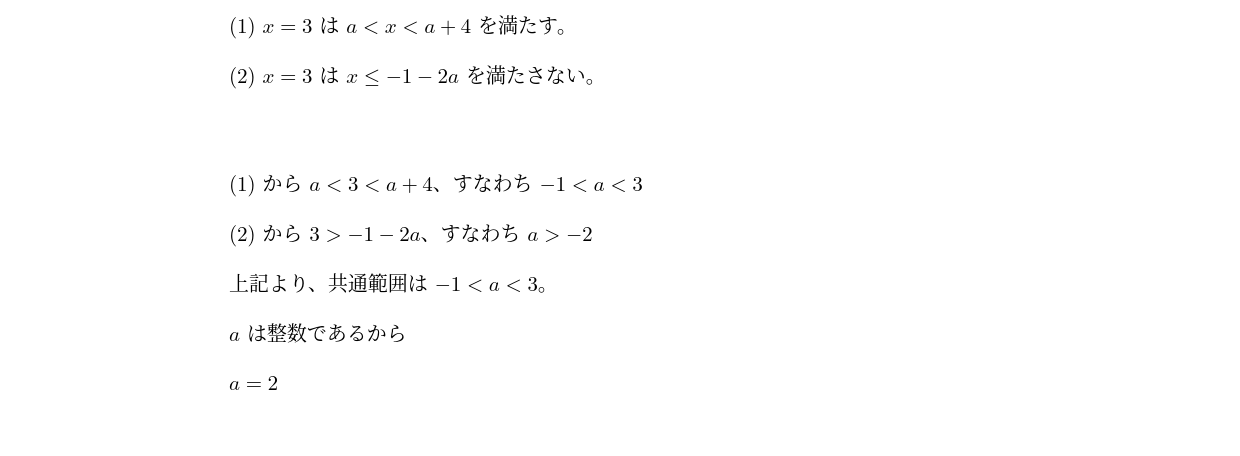 (1) x = 3 は a < x < a + 4 を満たす。
(2) x = 3 は x ≤ −1 − 2a を満たさない。
(1) から a < 3 < a + 4、すなわち −1 < a < 3
(2) から 3 > −1 − 2a、すなわち a > −2
上記より、共通範囲は −1 < a < 3。
a は整数であるから
a = 2